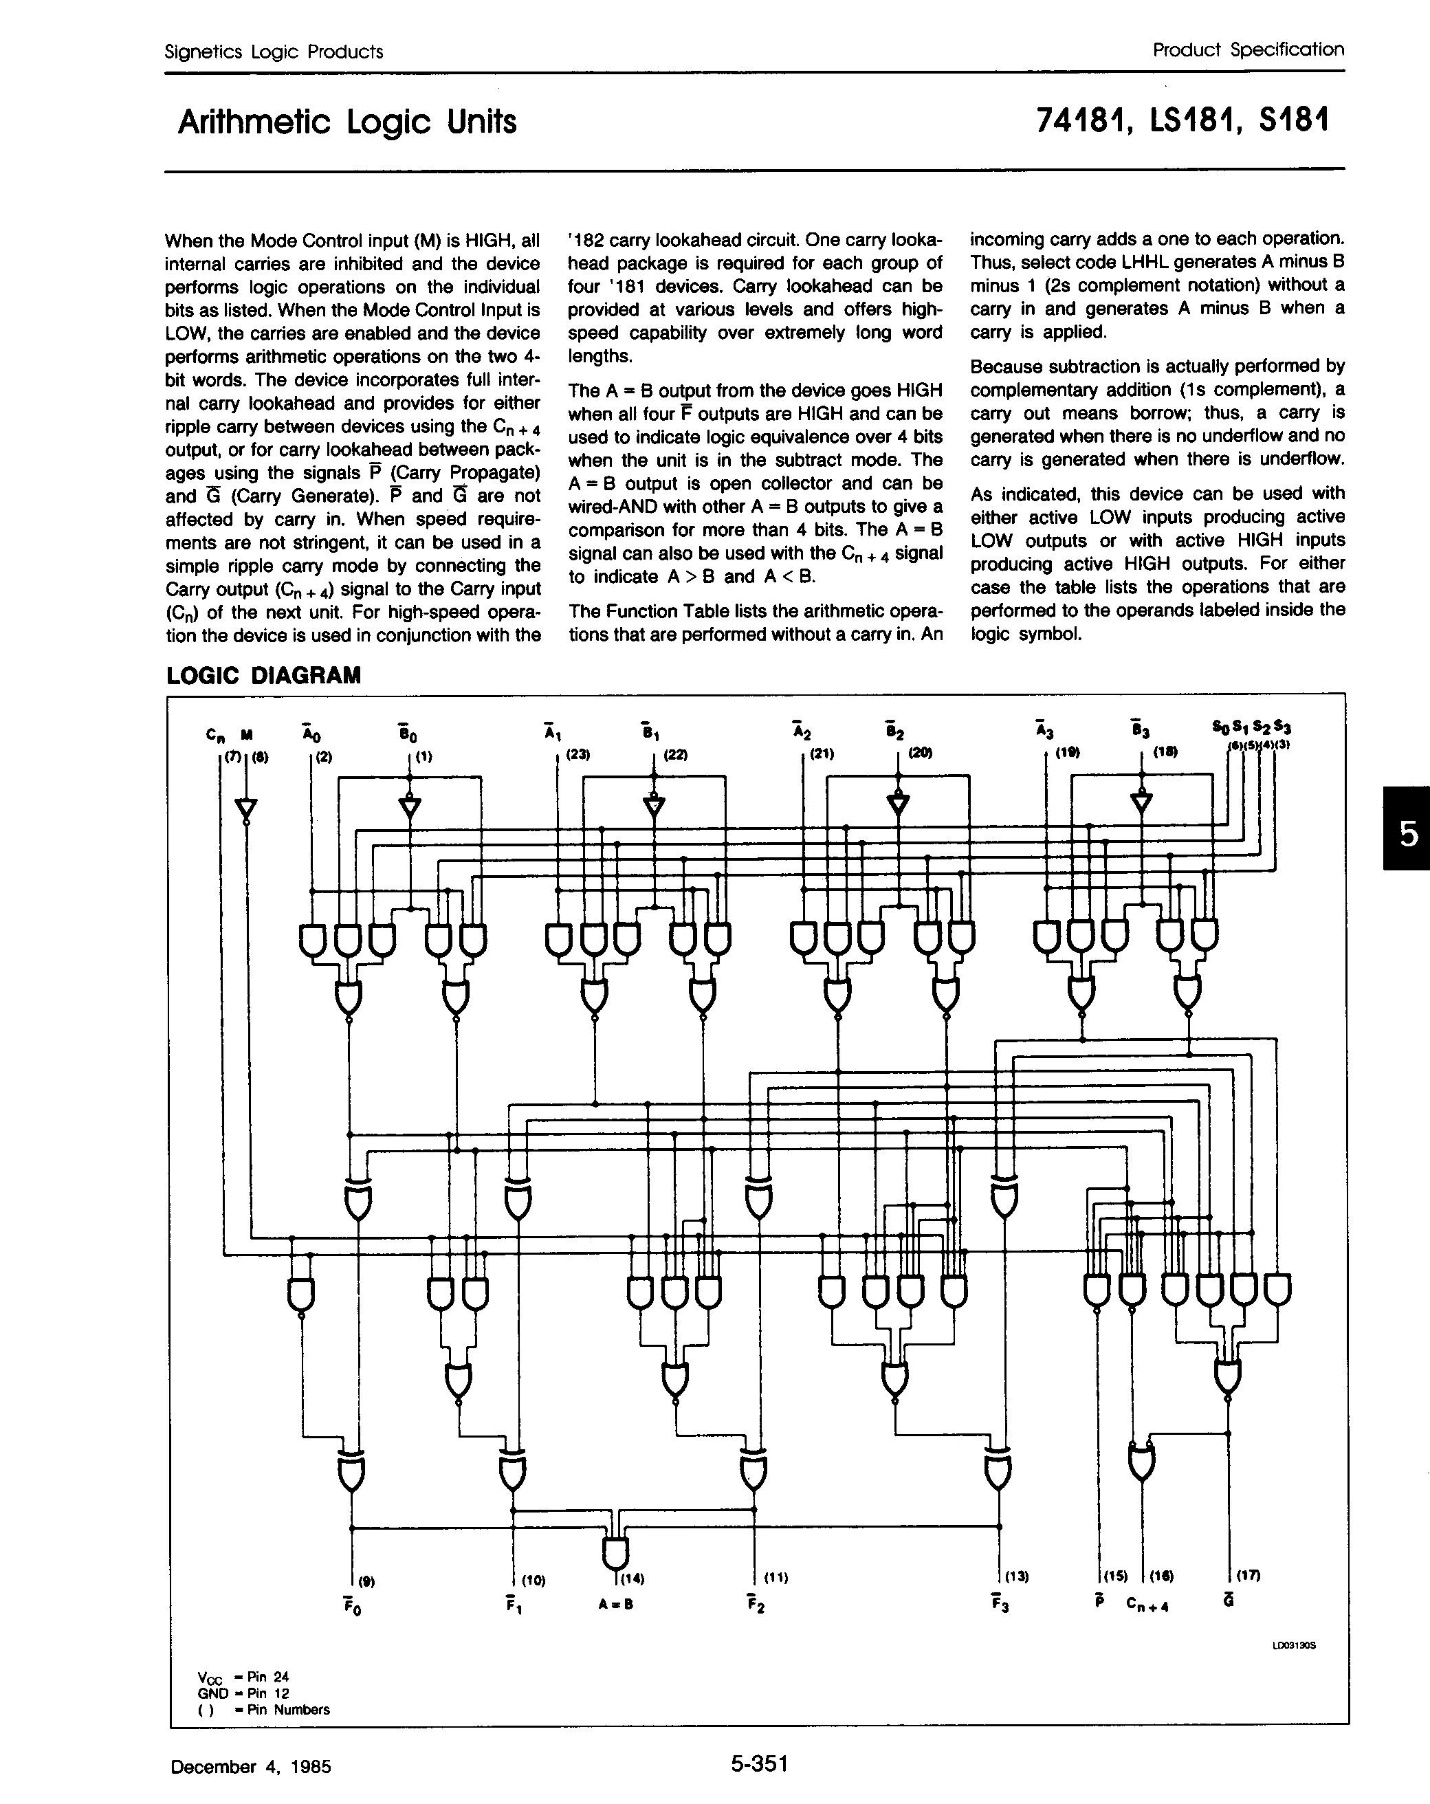 Signetics Logic Products
Product Specification
Arithmetic Logic Units
74181, LS181, S181
When the Mode Control input (M) is HIGH, all
internal carries are inhibited and the device
performs logic operations on the individual
bits as listed. When the Mode Control Input is
LOW, the carries are enabled and the device
performs arithmetic operations on the two 4-
bit words. The device incorporates full inter-
nal carry lookahead and provides for either
ripple carry between devices using the Cn + 4
output, or for carry lookahead between pack-
ages using the signals P̅ (Carry Propagate)
and G̅ (Carry Generate). P̅ and G̅ are not
affected by carry in. When speed require-
ments are not stringent, it can be used in a
simple ripple carry mode by connecting the
Carry output (Cn + 4) signal to the Carry input
(Cn) of the next unit. For high-speed opera-
tion the device is used in conjunction with the
'182 carry lookahead circuit. One carry looka-
head package is required for each group of
four '181 devices. Carry lookahead can be
provided at various levels and offers high-
speed capability over extremely long word
lengths.
The A = B output from the device goes HIGH
when all four F̅ outputs are HIGH and can be
used to indicate logic equivalence over 4 bits
when the unit is in the subtract mode. The
A = B output is open collector and can be
wired-AND with other A = B outputs to give a
comparison for more than 4 bits. The A = B
signal can also be used with the Cn + 4 signal
to indicate A > B and A < B.
The Function Table lists the arithmetic opera-
tions that are performed without a carry in. An
incoming carry adds a one to each operation.
Thus, select code LHHL generates A minus B
minus 1 (2s complement notation) without a
carry in and generates A minus B when a
carry is applied.
Because subtraction is actually performed by
complementary addition (1s complement), a
carry out means borrow; thus, a carry is
generated when there is no underflow and no
carry is generated when there is underflow.
As indicated, this device can be used with
either active LOW inputs producing active
LOW outputs or with active HIGH inputs
producing active HIGH outputs. For either
case the table lists the operations that are
performed to the operands labeled inside the
logic symbol.
5
LOGIC DIAGRAM
Cn M A̅0 B̅0 A̅1 B̅1 A̅2 B̅2 A̅3 B̅3 S0 S1 S2 S3
(7) (8) (2) (1) (23) (22) (21) (20) (19) (18) (6)(5)(4)(3)
(9) (10) (14) (11) (13) (15) (16) (17)
F̅0 F̅1 A = B F̅2 F̅3 P̅ Cn + 4 G̅
LD03130S
VCC = Pin 24
GND = Pin 12
( ) = Pin Numbers
December 4, 1985
5-351